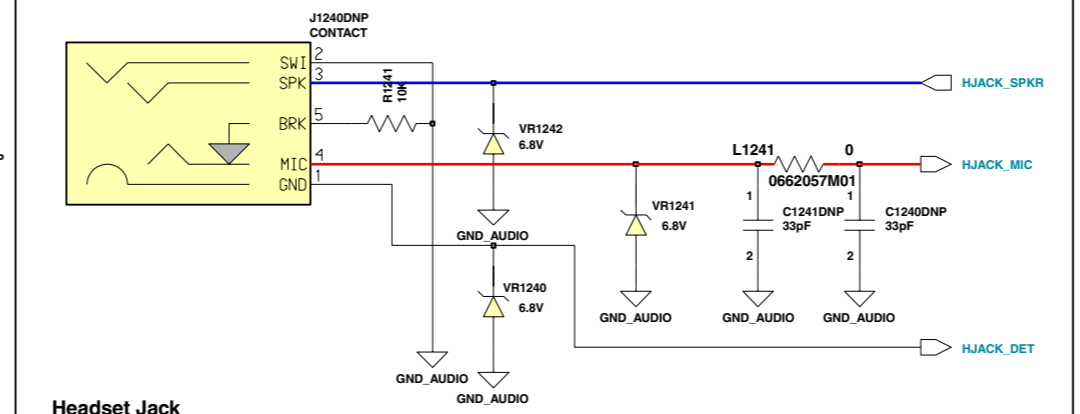 J1240DNP
CONTACT
SWI 2
SPK 3
R1241
10K
HJACK_SPKR
BRK 5
VR1242
6.8V
MIC 4
L1241 0
HJACK_MIC
0662057M01
GND 1
VR1241
6.8V
1
C1241DNP
33pF
2
1
C1240DNP
33pF
2
GND_AUDIO
VR1240
6.8V
GND_AUDIO
GND_AUDIO
GND_AUDIO
HJACK_DET
GND_AUDIO
GND_AUDIO
Headset Jack